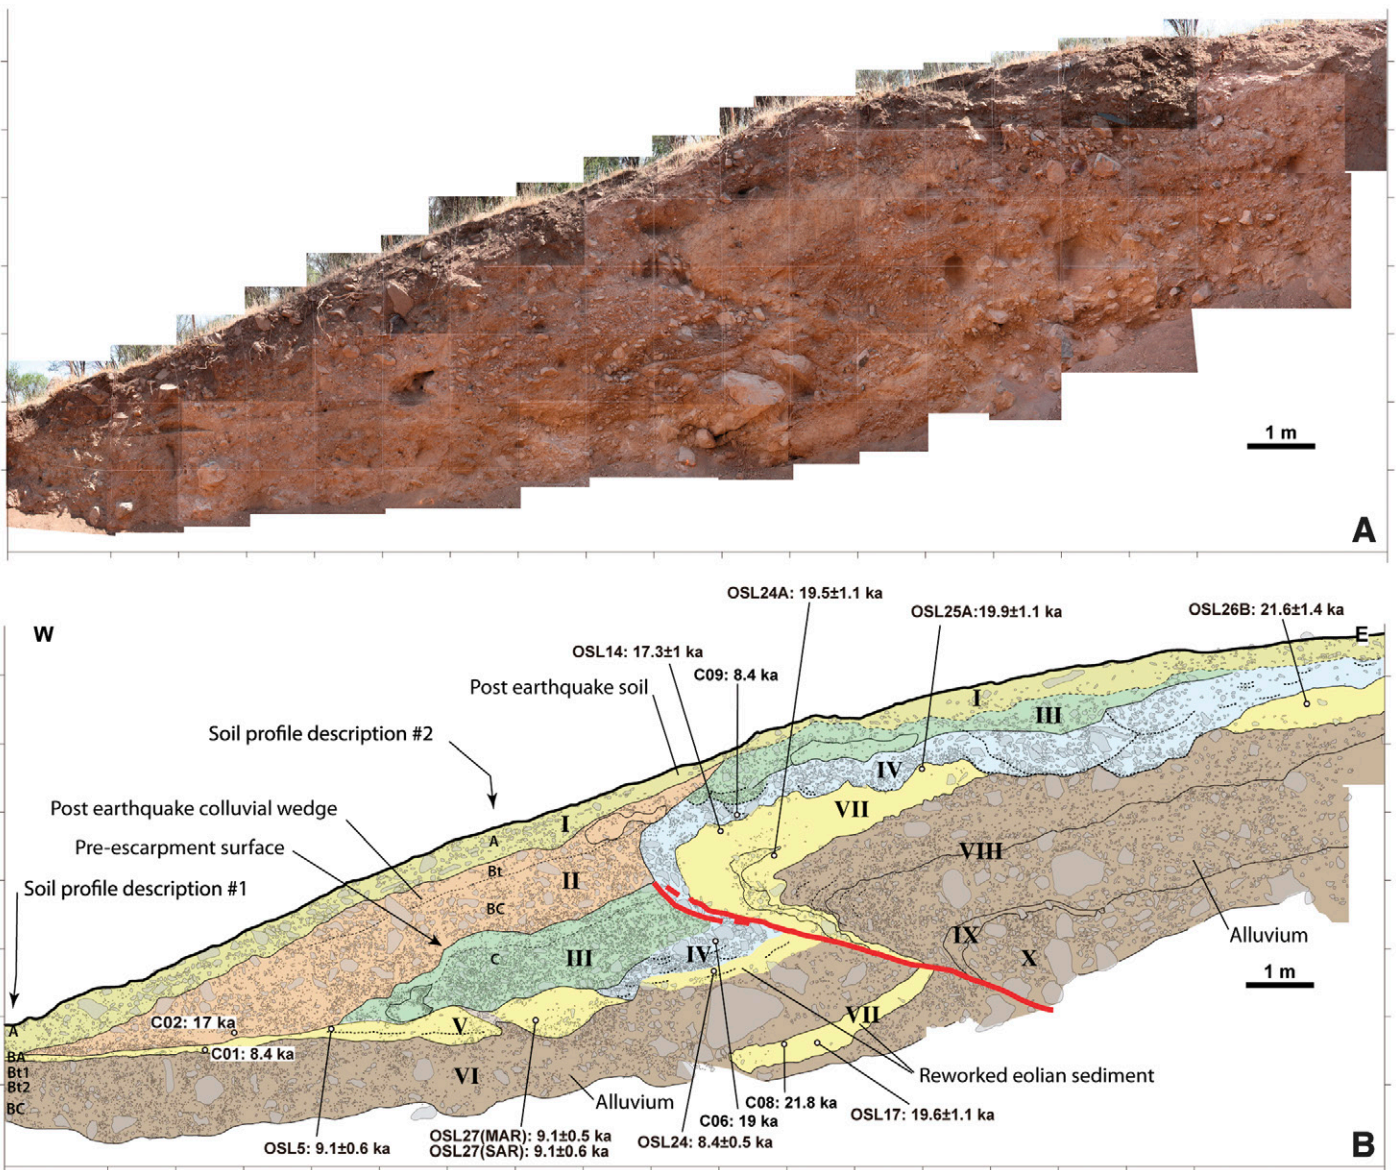 1 m
A
OSL24A: 19.5±1.1 ka
OSL25A:19.9±1.1 ka
OSL26B: 21.6±1.4 ka
W
E
OSL14: 17.3±1 ka
C09: 8.4 ka
Post earthquake soil
I
III
Soil profile description #2
IV
Post earthquake colluvial wedge
VII
I
A
Pre-escarpment surface
VIII
Bt
Soil profile description #1
II
BC
IX
Alluvium
IV
C
III
X
1 m
C02: 17 ka
VII
A
V
C01: 8.4 ka
BA
Bt1
Bt2
VI
Reworked eolian sediment
BC
Alluvium
C08: 21.8 ka
OSL17: 19.6±1.1 ka
C06: 19 ka
OSL27(MAR): 9.1±0.5 ka
OSL24: 8.4±0.5 ka
OSL5: 9.1±0.6 ka
OSL27(SAR): 9.1±0.6 ka
B